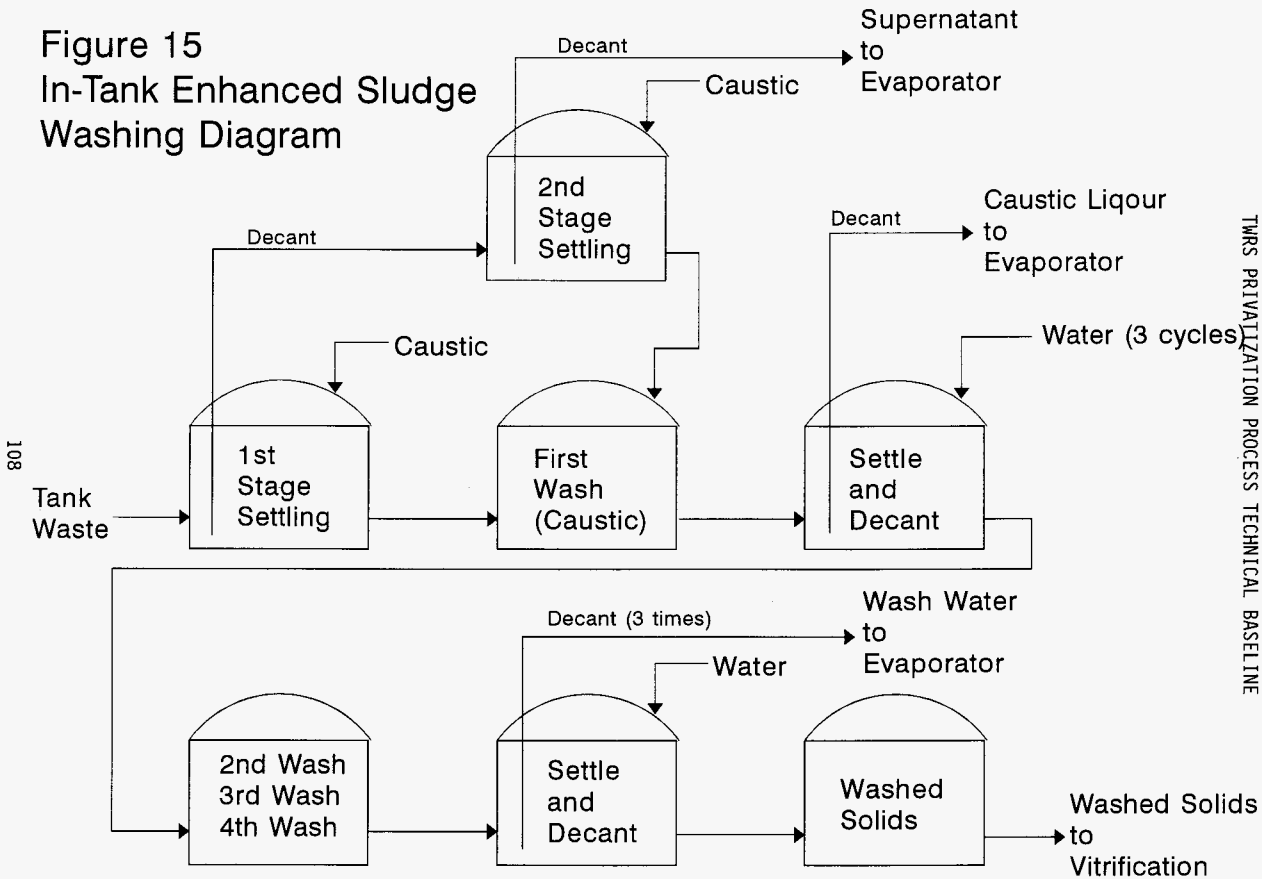 Figure 15
In-Tank Enhanced Sludge
Washing Diagram
Decant
Supernatant
to
Evaporator
Caustic
2nd
Stage
Settling
Decant
Decant
Caustic Liqour
to
Evaporator
Caustic
Water (3 cycles)
Tank
Waste
1st
Stage
Settling
First
Wash
(Caustic)
Settle
and
Decant
Decant (3 times)
Wash Water
to
Evaporator
Water
2nd Wash
3rd Wash
4th Wash
Settle
and
Decant
Washed
Solids
Washed Solids
to
Vitrification
108
TWRS PRIVATIZATION PROCESS TECHNICAL BASELINE